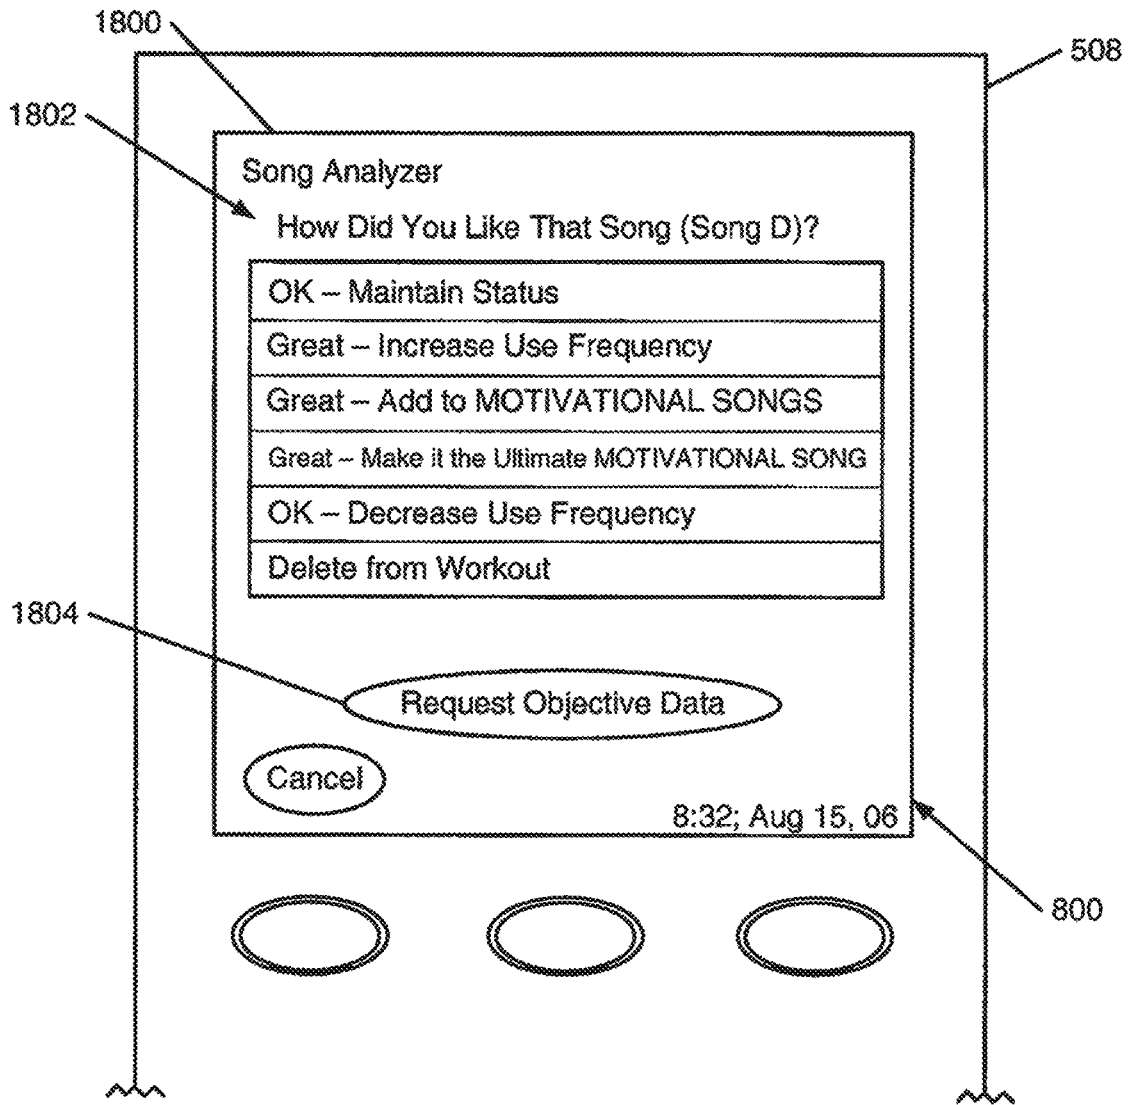 1800
508
1802
Song Analyzer
How Did You Like That Song (Song D)?
OK – Maintain Status
Great – Increase Use Frequency
Great – Add to MOTIVATIONAL SONGS
Great – Make it the Ultimate MOTIVATIONAL SONG
OK – Decrease Use Frequency
Delete from Workout
1804
Request Objective Data
Cancel
8:32; Aug 15, 06
800